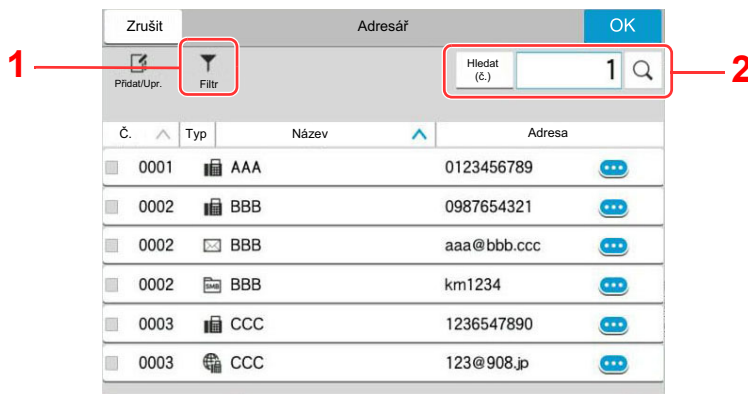 Zrušit Adresář OK
1 Přidat/Upr. Filtr Hledat (č.) 1 2
Č. Typ Název Adresa
0001 AAA 0123456789
0002 BBB 0987654321
0002 BBB aaa@bbb.ccc
0002 SMB BBB km1234
0003 CCC 1236547890
0003 CCC 123@908.jp